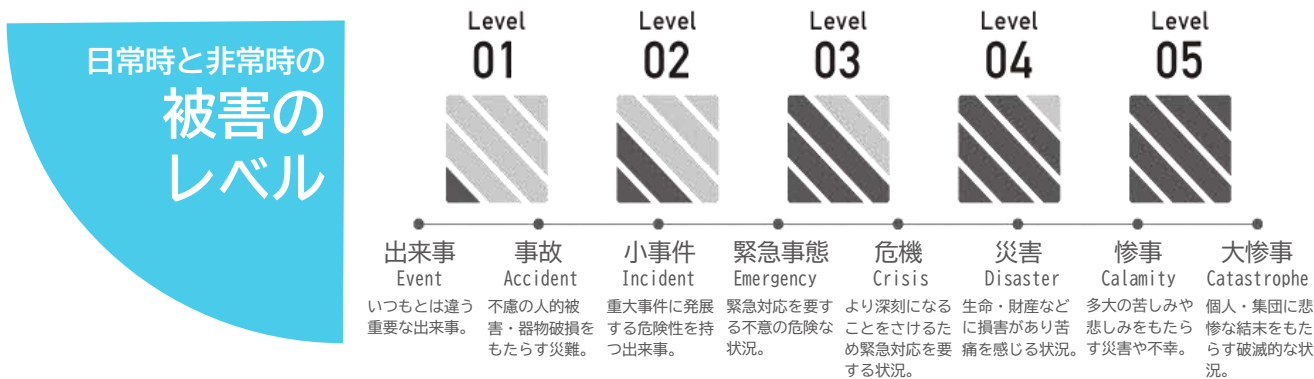 日常時と非常時の
被害の
レベル
Level
01
Level
02
Level
03
Level
04
Level
05
出来事
Event
いつもとは違う
重要な出来事。
事故
Accident
不慮の人的被
害・器物破損を
もたらす災難。
小事件
Incident
重大事件に発展
する危険性を持
つ出来事。
緊急事態
Emergency
緊急対応を要す
る不意の危険な
状況。
危機
Crisis
より深刻になる
ことをさけるた
め緊急対応を要
する状況。
災害
Disaster
生命・財産など
に損害があり苦
痛を感じる状況。
惨事
Calamity
多大の苦しみや
悲しみをもたら
す災害や不幸。
大惨事
Catastrophe
個人・集団に悲
惨な結末をもた
らす破滅的な状
況。